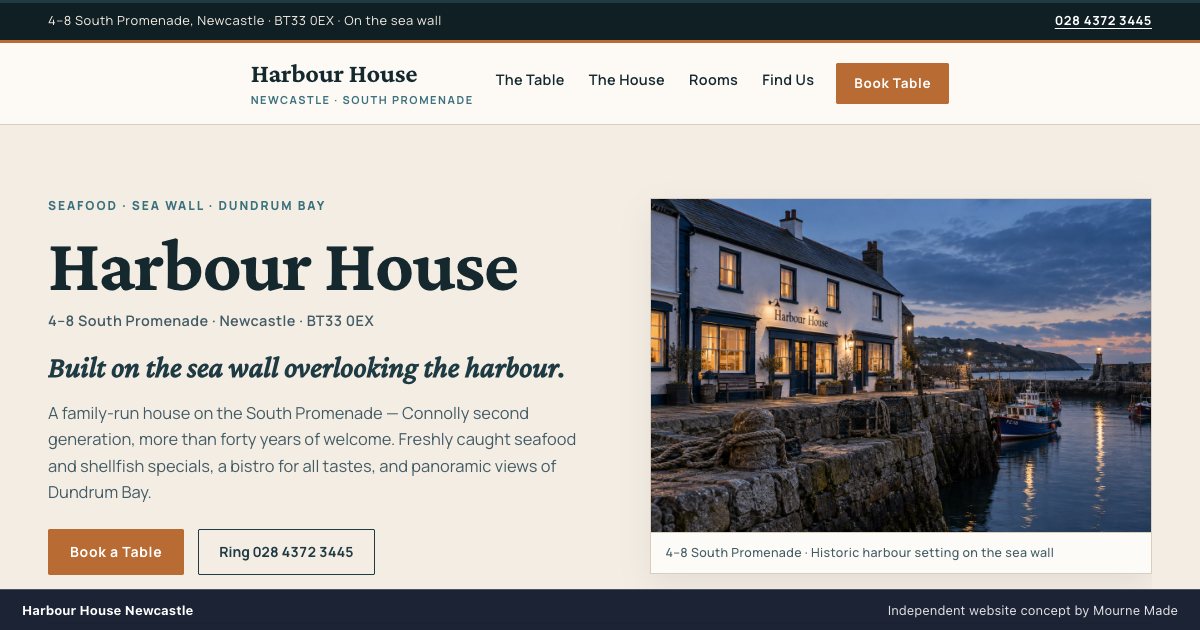 4–8 South Promenade, Newcastle · BT33 0EX · On the sea wall
028 4372 3445
Harbour House
NEWCASTLE · SOUTH PROMENADE
The Table
The House
Rooms
Find Us
Book Table
SEAFOOD · SEA WALL · DUNDRUM BAY
Harbour House
4–8 South Promenade · Newcastle · BT33 0EX
Built on the sea wall overlooking the harbour.
A family-run house on the South Promenade — Connolly second
generation, more than forty years of welcome. Freshly caught seafood
and shellfish specials, a bistro for all tastes, and panoramic views of
Dundrum Bay.
Book a Table
Ring 028 4372 3445
Harbour House
4–8 South Promenade · Historic harbour setting on the sea wall
Harbour House Newcastle
Independent website concept by Mourne Made